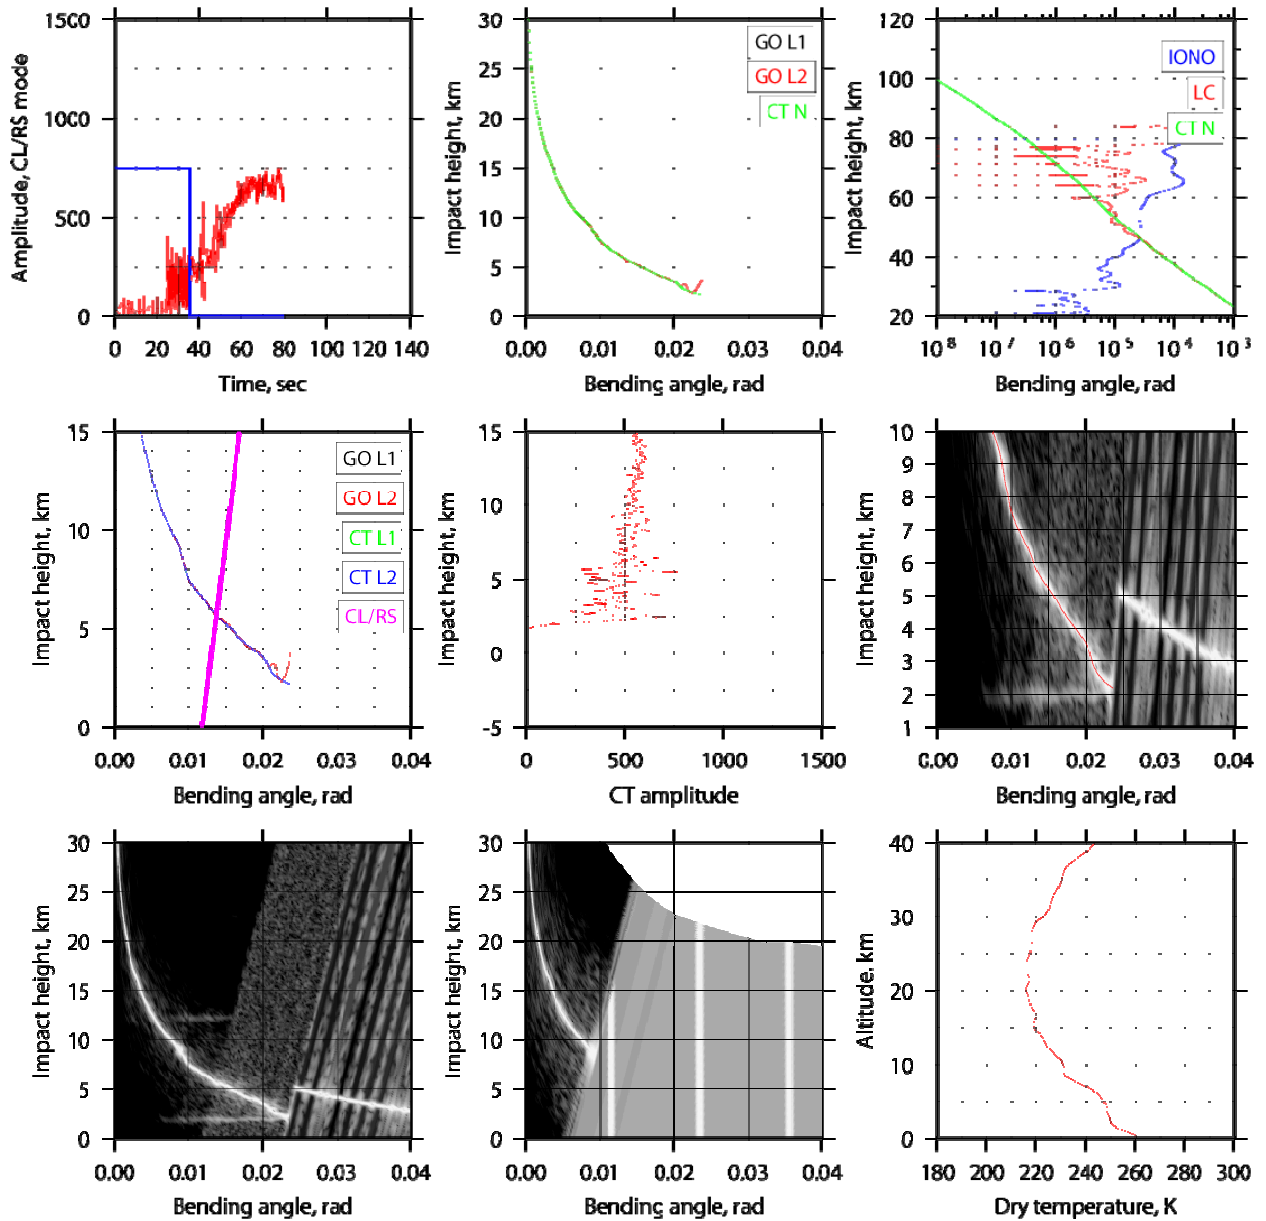 1500
1000
500
0
0 20 40 60 80 100 120 140
Amplitude, CL/RS mode
Time, sec
30
25
20
15
10
5
0
0.00 0.01 0.02 0.03 0.04
Impact height, km
Bending angle, rad
GO L1
GO L2
CT N
120
100
80
60
40
20
10 8 10 7 10 6 10 5 10 4 10 3
Impact height, km
Bending angle, rad
IONO
LC
CT N
15
10
5
0
0.00 0.01 0.02 0.03 0.04
Impact height, km
Bending angle, rad
GO L1
GO L2
CT L1
CT L2
CL/RS
15
10
5
0
-5
0 500 1000 1500
Impact height, km
CT amplitude
10
9
8
7
6
5
4
3
2
1
0.00 0.01 0.02 0.03 0.04
Impact height, km
Bending angle, rad
30
25
20
15
10
5
0
0.00 0.01 0.02 0.03 0.04
Impact height, km
Bending angle, rad
30
25
20
15
10
5
0
0.00 0.01 0.02 0.03 0.04
Impact height, km
Bending angle, rad
40
30
20
10
0
180 200 220 240 260 280 300
Altitude, km
Dry temperature, K